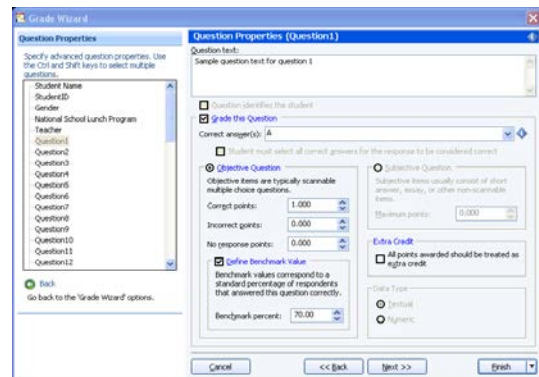 Grade Wizard
Question Properties
Specify advanced question properties. Use
the Ctrl and Shift keys to select multiple
questions.
Student Name
StudentID
Gender
National School Lunch Program
Teacher
Question1
Question2
Question3
Question4
Question5
Question6
Question7
Question8
Question9
Question10
Question11
Question12
Back
Go back to the 'Grade Wizard' options.
Question Properties (Question1)
Question text:
Sample question text for question 1
Question identifies the student
Grade this Question
Correct answer(s): A
Student must select all correct answers for the response to be considered correct
Objective Question
Objective items are typically scannable
multiple choice questions.
Correct points: 1.000
Incorrect points: 0.000
No response points: 0.000
Define Benchmark Value
Benchmark values correspond to a
standard percentage of respondents
that answered this question correctly.
Benchmark percent: 70.00
Subjective Question
Subjective items usually consist of short
answer, essay, or other non-scannable
items.
Maximum points: 0.000
Extra Credit
All points awarded should be treated as
extra credit
Data Type
Textual
Numeric
Cancel
<< Back
Next >>
Finish